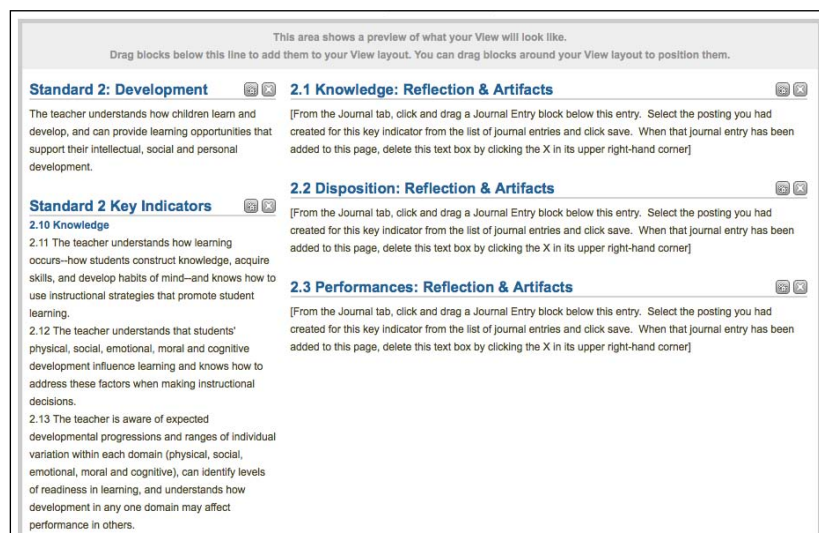 This area shows a preview of what your View will look like.
Drag blocks below this line to add them to your View layout. You can drag blocks around your View layout to position them.
Standard 2: Development
The teacher understands how children learn and
develop, and can provide learning opportunities that
support their intellectual, social and personal
development.
Standard 2 Key Indicators
2.10 Knowledge
2.11 The teacher understands how learning
occurs--how students construct knowledge, acquire
skills, and develop habits of mind--and knows how to
use instructional strategies that promote student
learning.
2.12 The teacher understands that students'
physical, social, emotional, moral and cognitive
development influence learning and knows how to
address these factors when making instructional
decisions.
2.13 The teacher is aware of expected
developmental progressions and ranges of individual
variation within each domain (physical, social,
emotional, moral and cognitive), can identify levels
of readiness in learning, and understands how
development in any one domain may affect
performance in others.
2.1 Knowledge: Reflection & Artifacts
[From the Journal tab, click and drag a Journal Entry block below this entry.  Select the posting you had
created for this key indicator from the list of journal entries and click save.  When that journal entry has been
added to this page, delete this text box by clicking the X in its upper right-hand corner]
2.2 Disposition: Reflection & Artifacts
[From the Journal tab, click and drag a Journal Entry block below this entry.  Select the posting you had
created for this key indicator from the list of journal entries and click save.  When that journal entry has been
added to this page, delete this text box by clicking the X in its upper right-hand corner]
2.3 Performances: Reflection & Artifacts
[From the Journal tab, click and drag a Journal Entry block below this entry.  Select the posting you had
created for this key indicator from the list of journal entries and click save.  When that journal entry has been
added to this page, delete this text box by clicking the X in its upper right-hand corner]